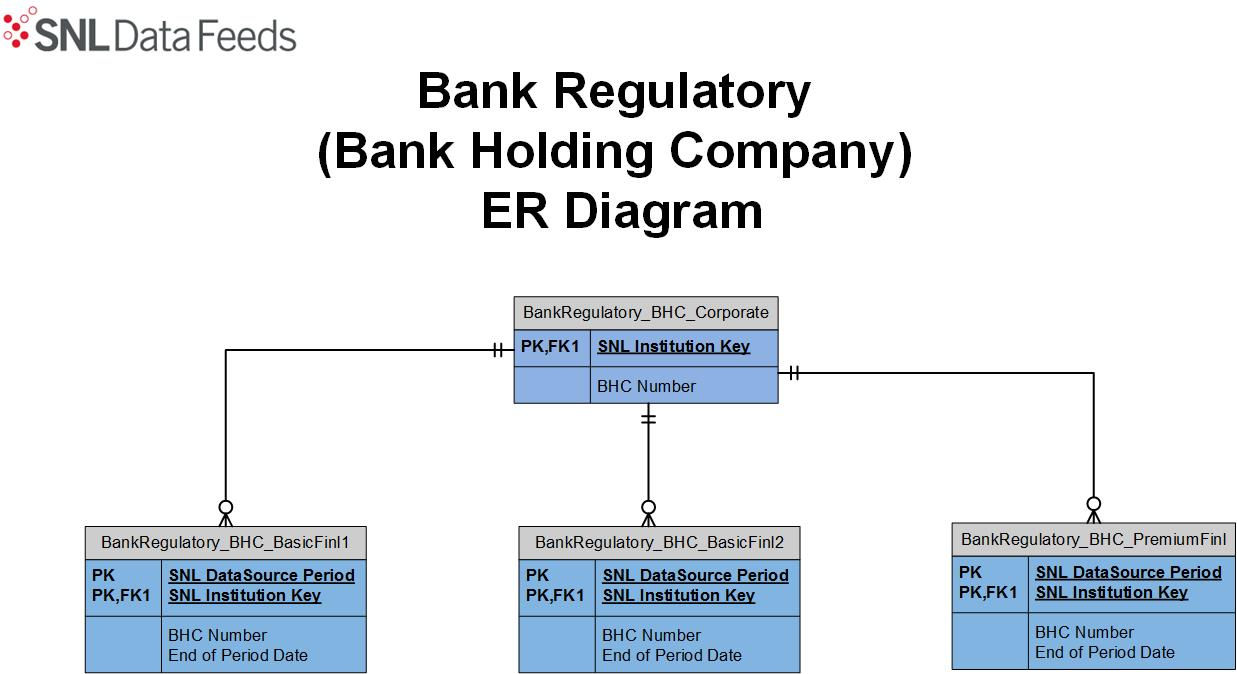 SNL Data Feeds
Bank Regulatory
(Bank Holding Company)
ER Diagram
BankRegulatory_BHC_Corporate
PK,FK1 SNL Institution Key
BHC Number
BankRegulatory_BHC_BasicFinl1
PK SNL DataSource Period
PK,FK1 SNL Institution Key
BHC Number
End of Period Date
BankRegulatory_BHC_BasicFinl2
PK SNL DataSource Period
PK,FK1 SNL Institution Key
BHC Number
End of Period Date
BankRegulatory_BHC_PremiumFinl
PK SNL DataSource Period
PK,FK1 SNL Institution Key
BHC Number
End of Period Date